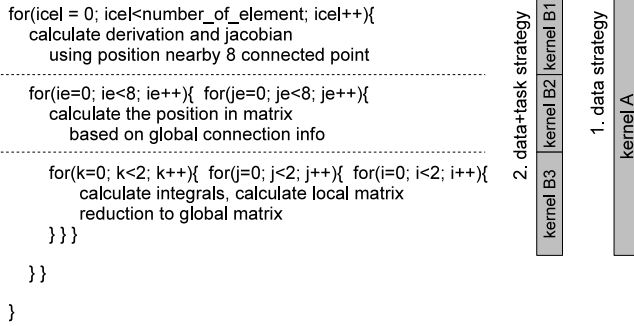 for(icel = 0; icel<number_of_element; icel++){
calculate derivation and jacobian
using position nearby 8 connected point
for(ie=0; ie<8; ie++){ for(je=0; je<8; je++){
calculate the position in matrix
based on global connection info
for(k=0; k<2; k++){ for(j=0; j<2; j++){ for(i=0; i<2; i++){
calculate integrals, calculate local matrix
reduction to global matrix
} } }
} }
}
2. data+task strategy
kernel B1
kernel B2
kernel B3
1. data strategy
kernel A